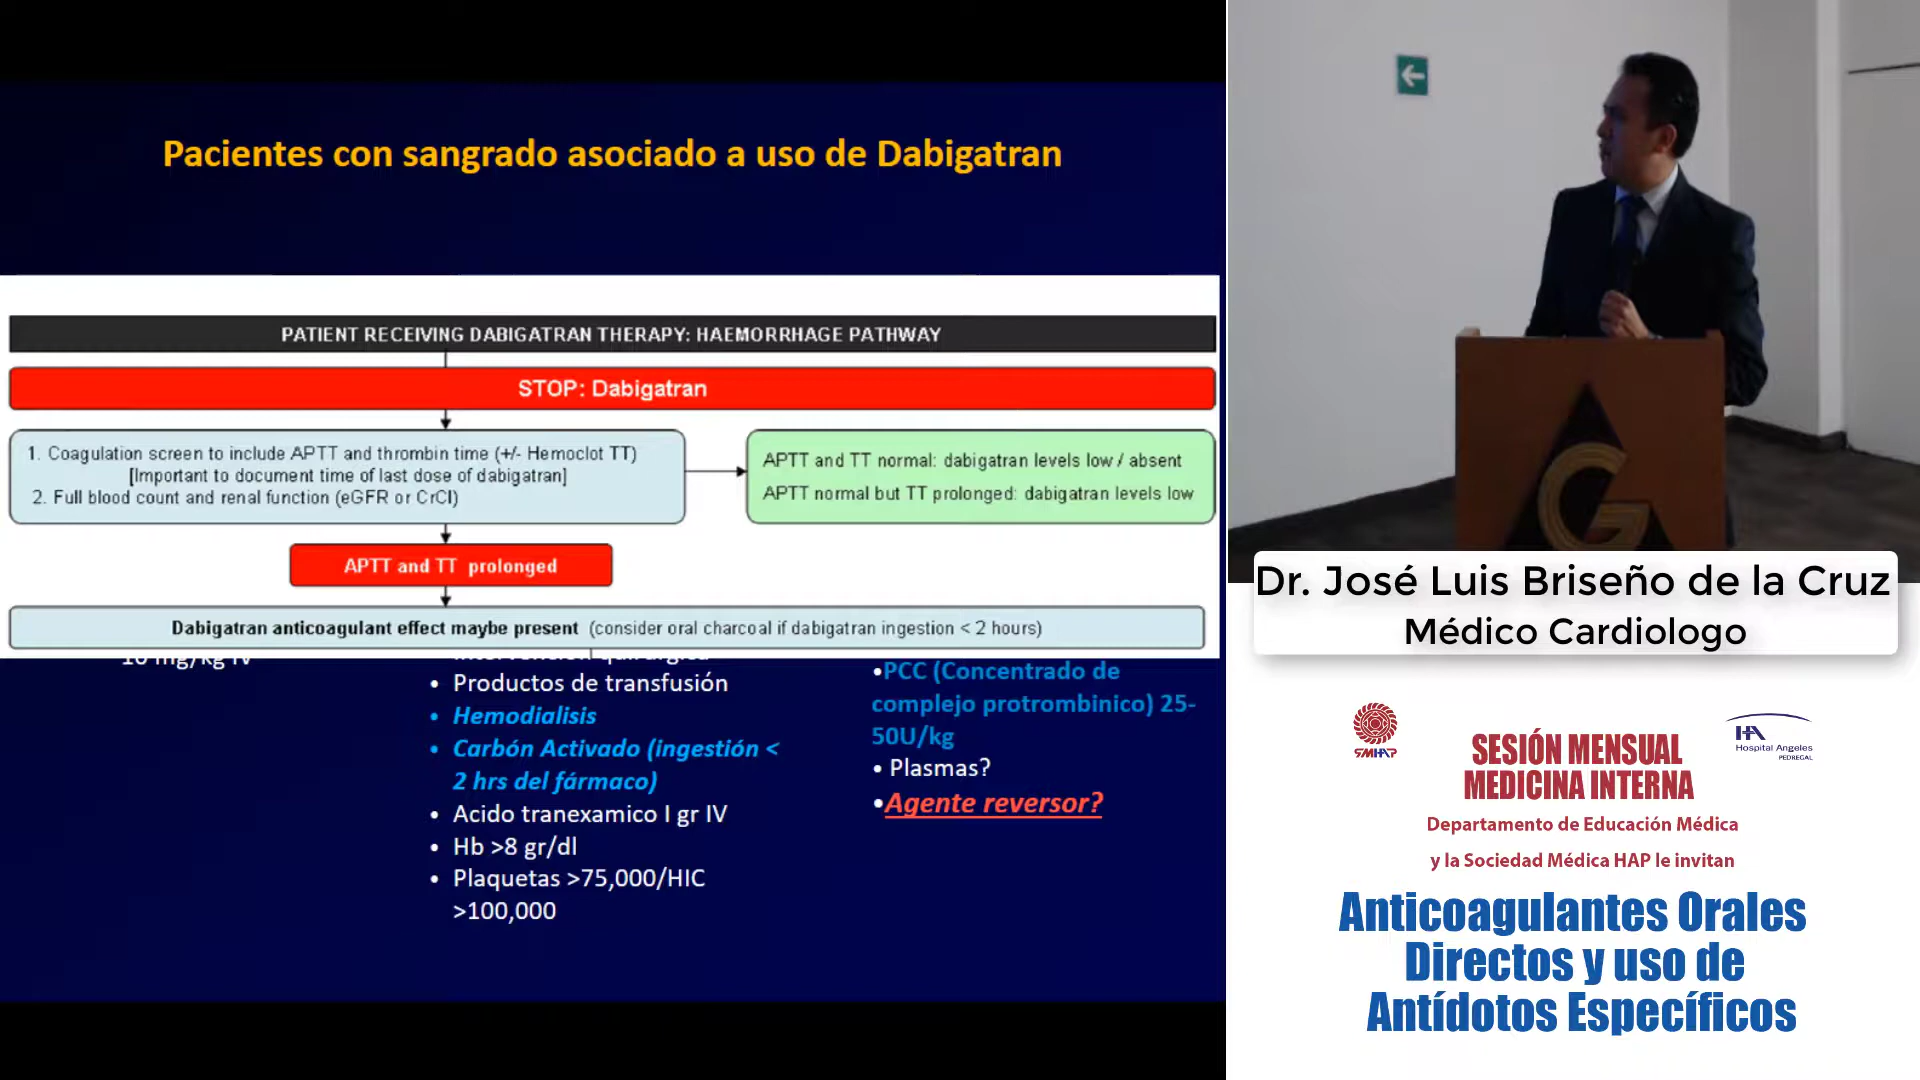 Pacientes con sangrado asociado a uso de Dabigatran
PATIENT RECEIVING DABIGATRAN THERAPY: HAEMORRHAGE PATHWAY
STOP: Dabigatran
1. Coagulation screen to include APTT and thrombin time (+/- Hemoclot TT)
[Important to document time of last dose of dabigatran]
2. Full blood count and renal function (eGFR or CrCl)
APTT and TT normal: dabigatran levels low / absent
APTT normal but TT prolonged: dabigatran levels low
APTT and TT prolonged
Dabigatran anticoagulant effect maybe present (consider oral charcoal if dabigatran ingestion < 2 hours)
mg/kg IV
• Productos de transfusión
• Hemodialisis
• Carbón Activado (ingestión <
2 hrs del fármaco)
• Acido tranexamico I gr IV
• Hb >8 gr/dl
• Plaquetas >75,000/HIC
>100,000
•PCC (Concentrado de
complejo protrombinico) 25-
50U/kg
• Plasmas?
•Agente reversor?
G
Dr. José Luis Briseño de la Cruz
Médico Cardiologo
SMHAP
HA
Hospital Angeles
PEDREGAL
SESIÓN MENSUAL
MEDICINA INTERNA
Departamento de Educación Médica
y la Sociedad Médica HAP le invitan
Anticoagulantes Orales
Directos y uso de
Antídotos Específicos